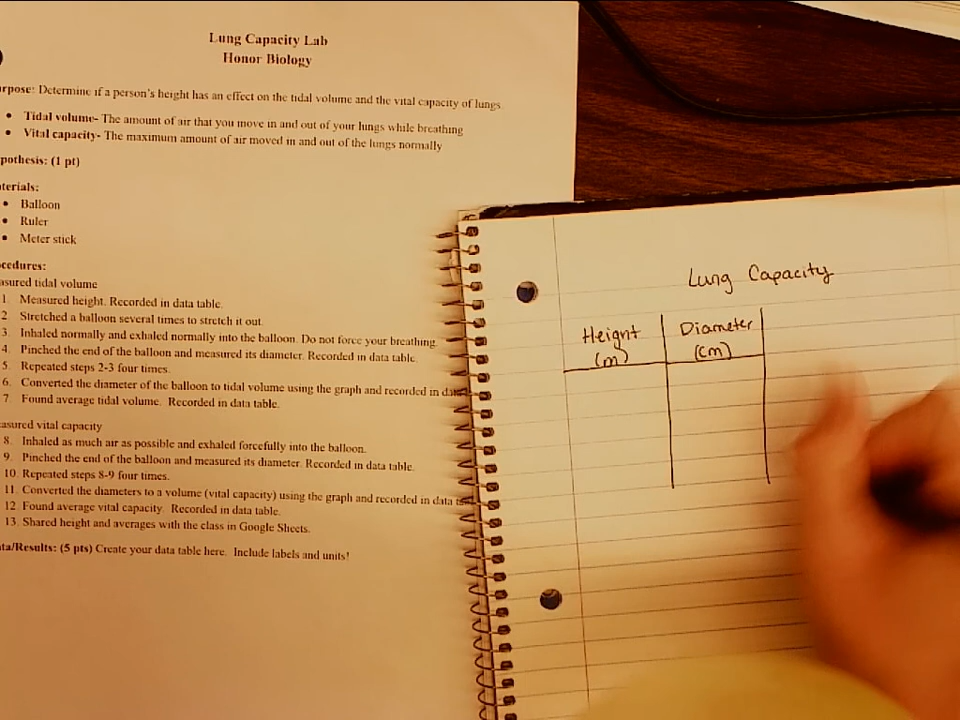 Lung Capacity Lab
Honor Biology
rpose: Determine if a person's height has an effect on the tidal volume and the vital capacity of lungs
• Tidal volume- The amount of air that you move in and out of your lungs while breathing
• Vital capacity- The maximum amount of air moved in and out of the lungs normally
pothesis: (1 pt)
terials:
• Balloon
• Ruler
• Meter stick
cedures:
asured tidal volume
1. Measured height. Recorded in data table.
2. Stretched a balloon several times to stretch it out.
3. Inhaled normally and exhaled normally into the balloon. Do not force your breathing.
4. Pinched the end of the balloon and measured its diameter. Recorded in data table.
5. Repeated steps 2-3 four times.
6. Converted the diameter of the balloon to tidal volume using the graph and recorded in data
7. Found average tidal volume. Recorded in data table.
asured vital capacity
8. Inhaled as much air as possible and exhaled forcefully into the balloon.
9. Pinched the end of the balloon and measured its diameter. Recorded in data table.
10. Repeated steps 8-9 four times.
11. Converted the diameters to a volume (vital capacity) using the graph and recorded in data
12 Found average vital capacity. Recorded in data table.
13. Shared height and averages with the class in Google Sheets.
ta/Results: (5 pts) Create your data table here. Include labels and units!
Lung Capacity
Height Diameter
(m) (cm)